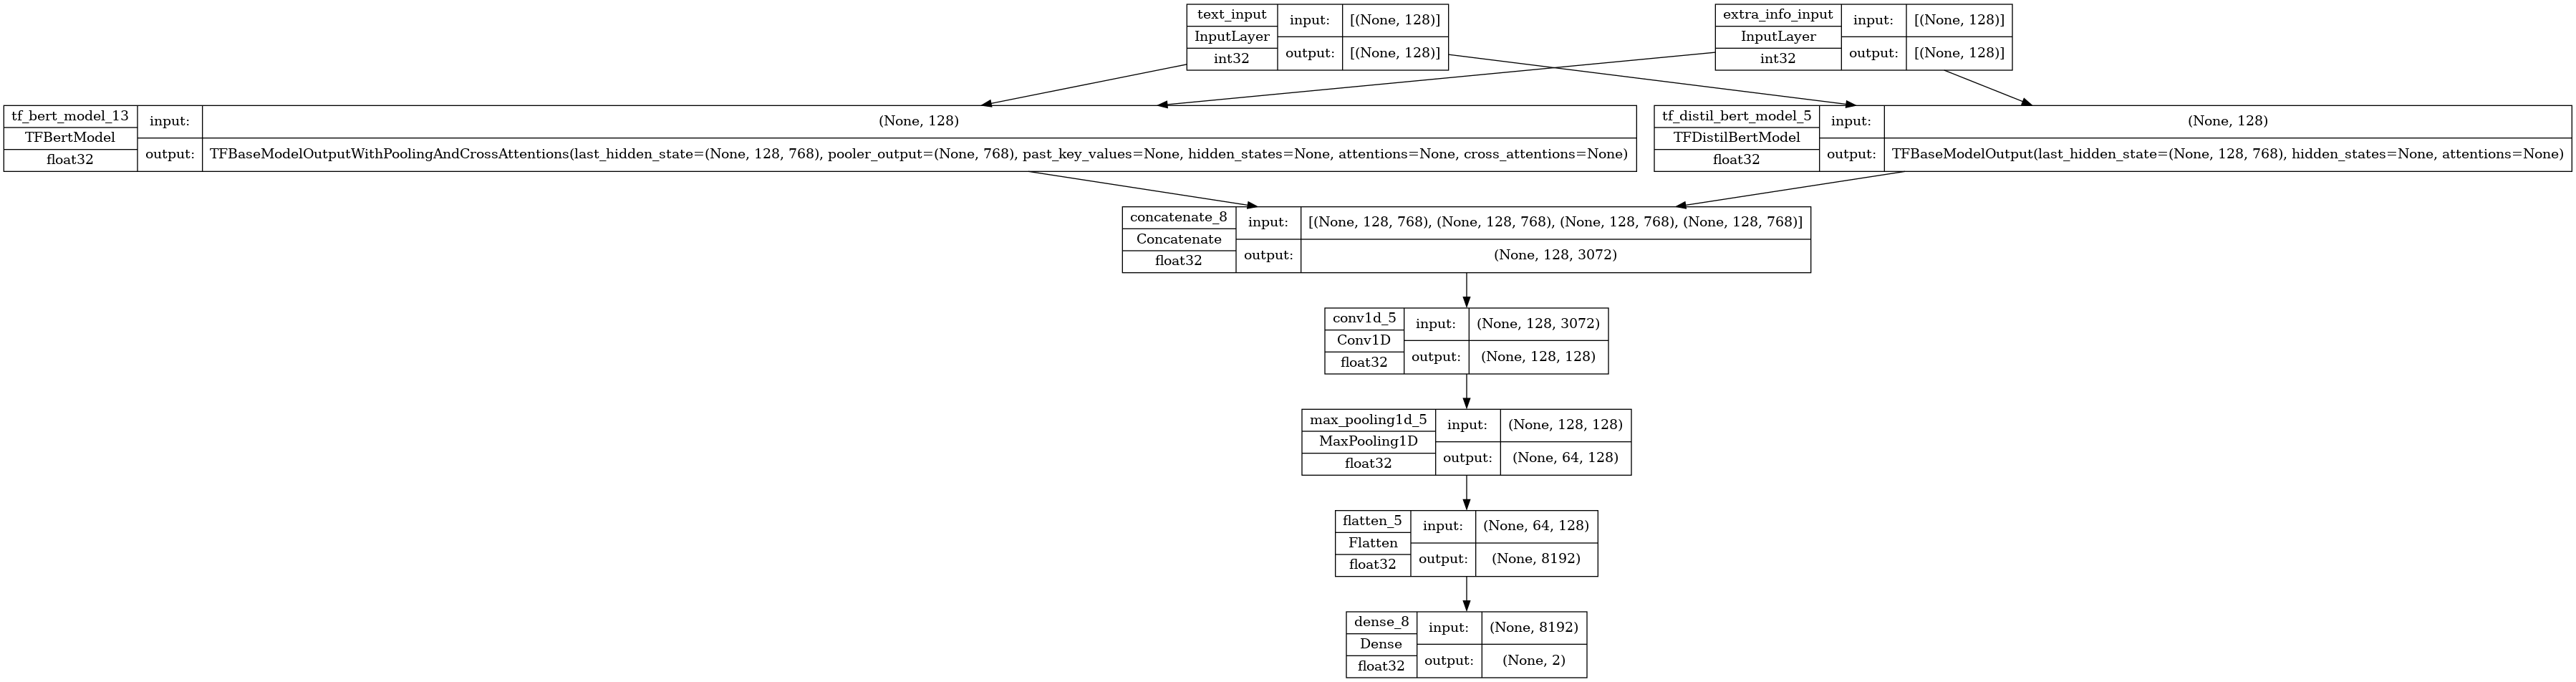 text_input
InputLayer
int32
input:
[(None, 128)]
output:
[(None, 128)]
extra_info_input
InputLayer
int32
input:
[(None, 128)]
output:
[(None, 128)]
tf_bert_model_13
TFBertModel
float32
input:
(None, 128)
output:
TFBaseModelOutputWithPoolingAndCrossAttentions(last_hidden_state=(None, 128, 768), pooler_output=(None, 768), past_key_values=None, hidden_states=None, attentions=None, cross_attentions=None)
tf_distil_bert_model_5
TFDistilBertModel
float32
input:
(None, 128)
output:
TFBaseModelOutput(last_hidden_state=(None, 128, 768), hidden_states=None, attentions=None)
concatenate_8
Concatenate
float32
input:
[(None, 128, 768), (None, 128, 768), (None, 128, 768), (None, 128, 768)]
output:
(None, 128, 3072)
conv1d_5
Conv1D
float32
input:
(None, 128, 3072)
output:
(None, 128, 128)
max_pooling1d_5
MaxPooling1D
float32
input:
(None, 128, 128)
output:
(None, 64, 128)
flatten_5
Flatten
float32
input:
(None, 64, 128)
output:
(None, 8192)
dense_8
Dense
float32
input:
(None, 8192)
output:
(None, 2)